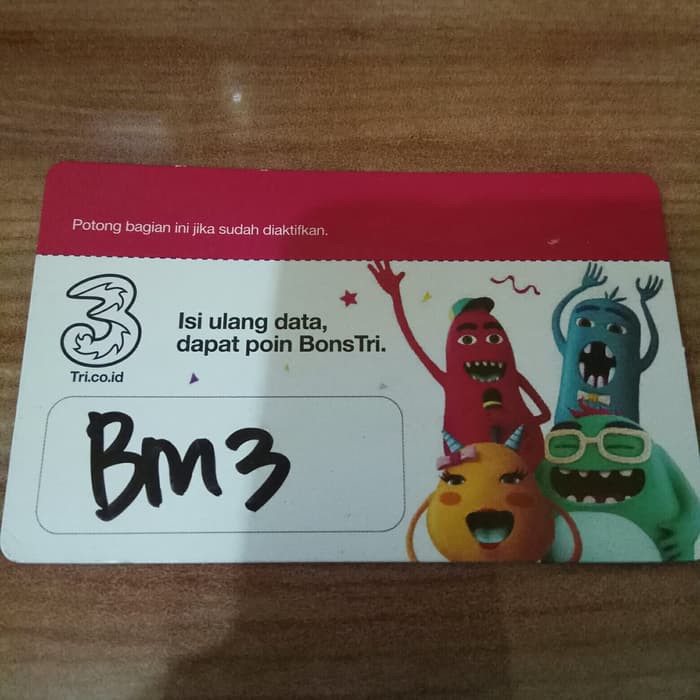 Potong bagian ini jika sudah diaktifkan.
3
Tri.co.id
Isi ulang data,
dapat poin BonsTri.
BM3